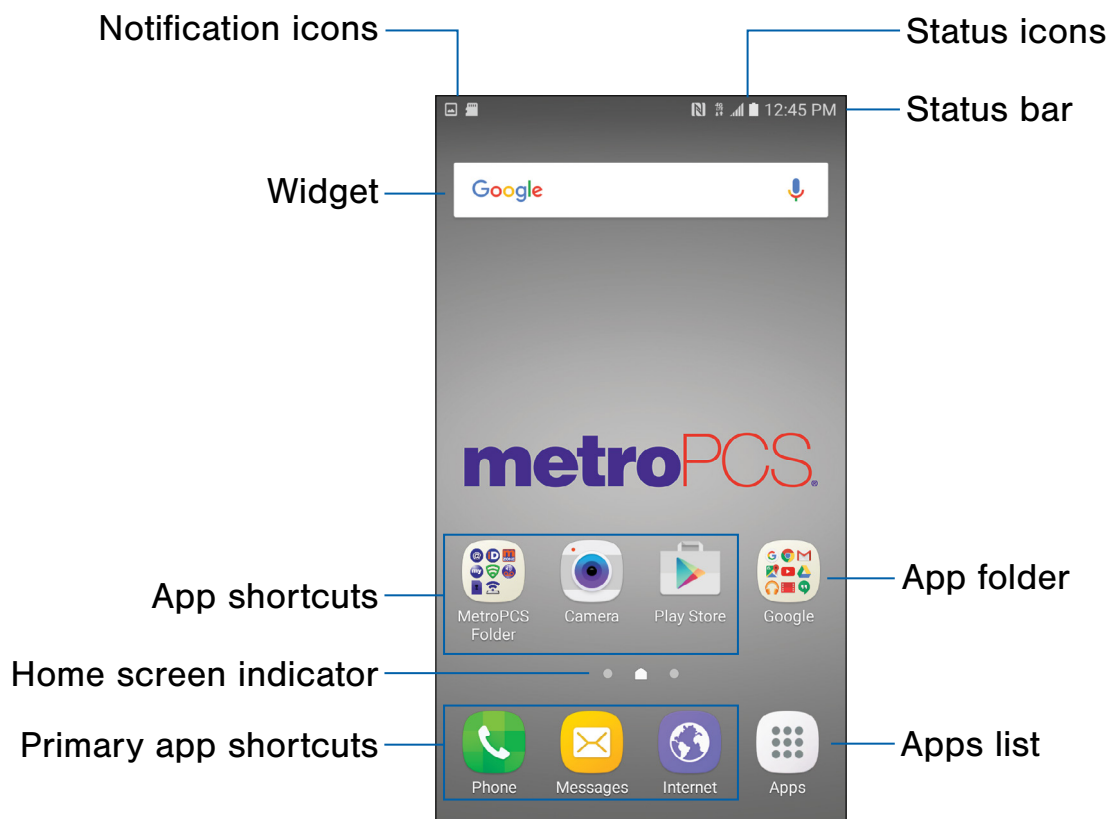 Notification icons
Status icons
12:45 PM
Status bar
Widget
Google
metroPCS®
App shortcuts
MetroPCS
Folder
Camera
Play Store
Google
App folder
Home screen indicator
Primary app shortcuts
Phone
Messages
Internet
Apps
Apps list